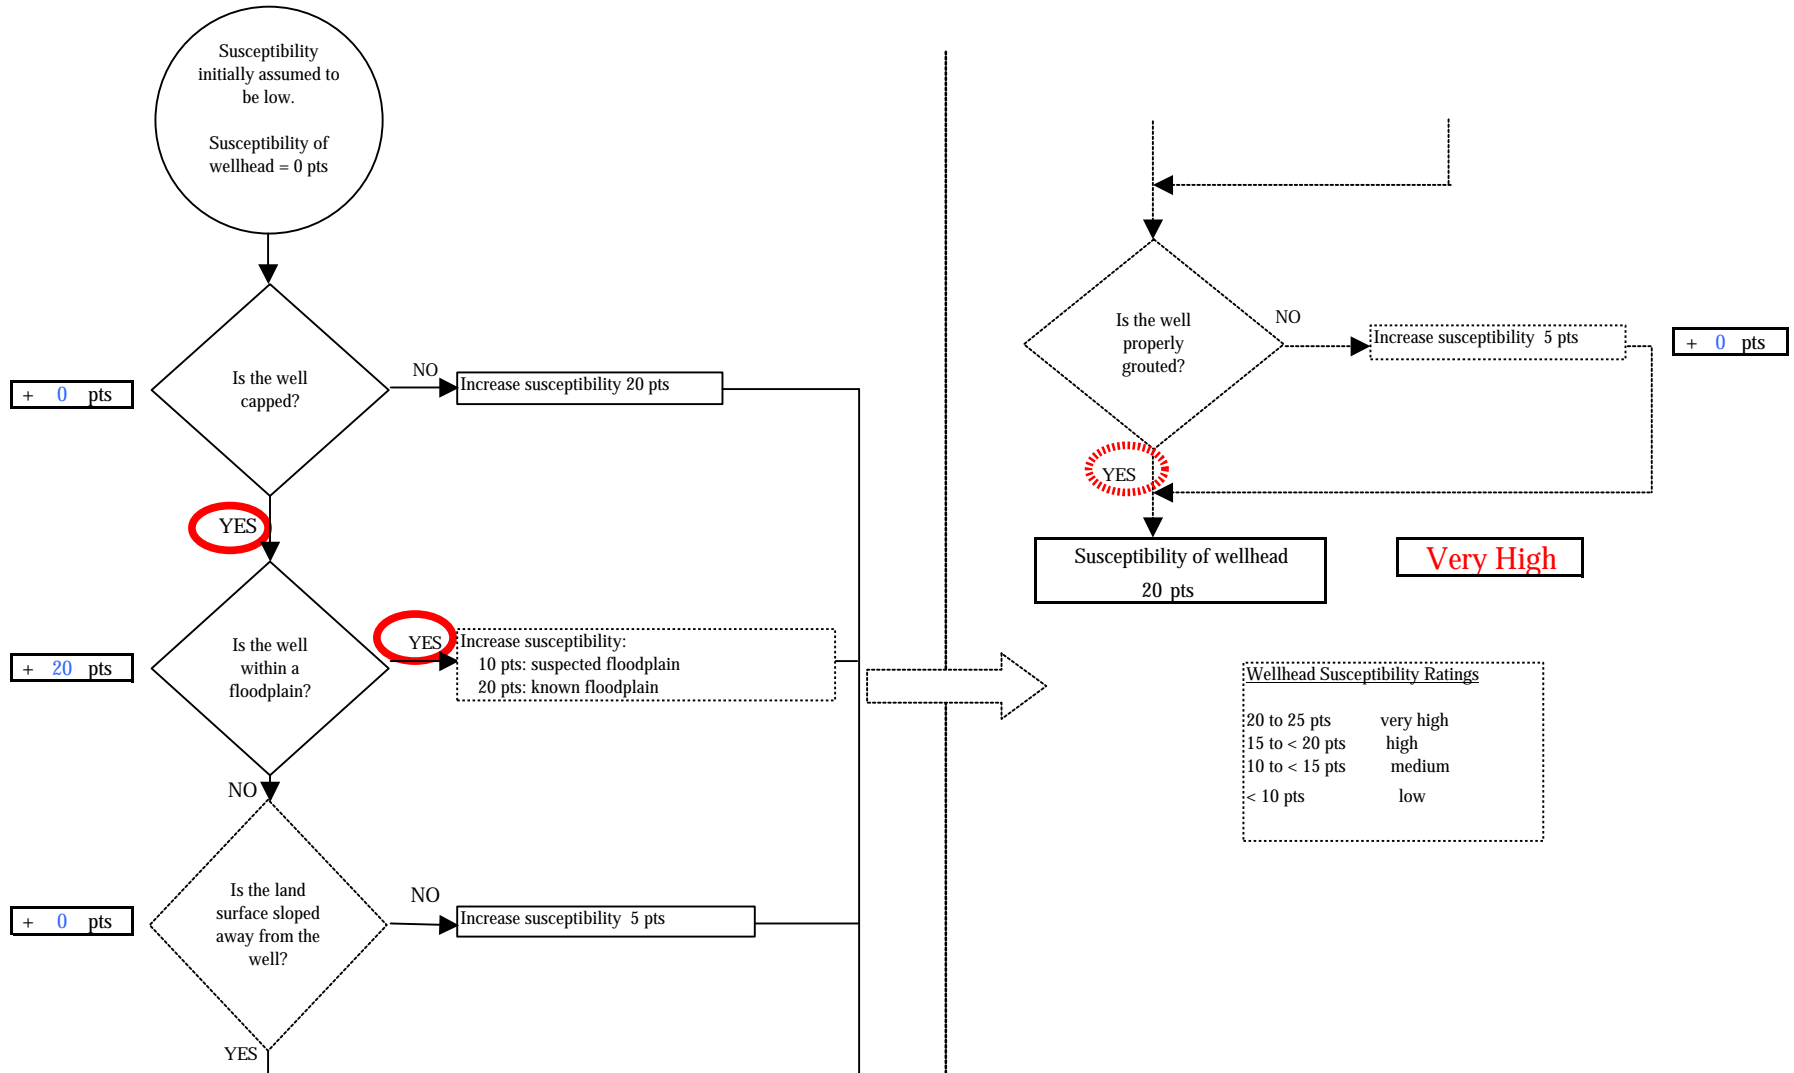 Susceptibility
initially assumed to
be low.
Susceptibility of
wellhead = 0 pts
Is the well
capped?
NO
Increase susceptibility 20 pts
+ 0 pts
YES
Is the well
within a
floodplain?
YES
Increase susceptibility:
10 pts: suspected floodplain
20 pts: known floodplain
+ 20 pts
NO
Is the land
surface sloped
away from the
well?
NO
Increase susceptibility 5 pts
+ 0 pts
YES
Is the well
properly
grouted?
NO
Increase susceptibility 5 pts
+ 0 pts
YES
Susceptibility of wellhead
20 pts
Very High
Wellhead Susceptibility Ratings
20 to 25 pts very high
15 to < 20 pts high
10 to < 15 pts medium
< 10 pts low